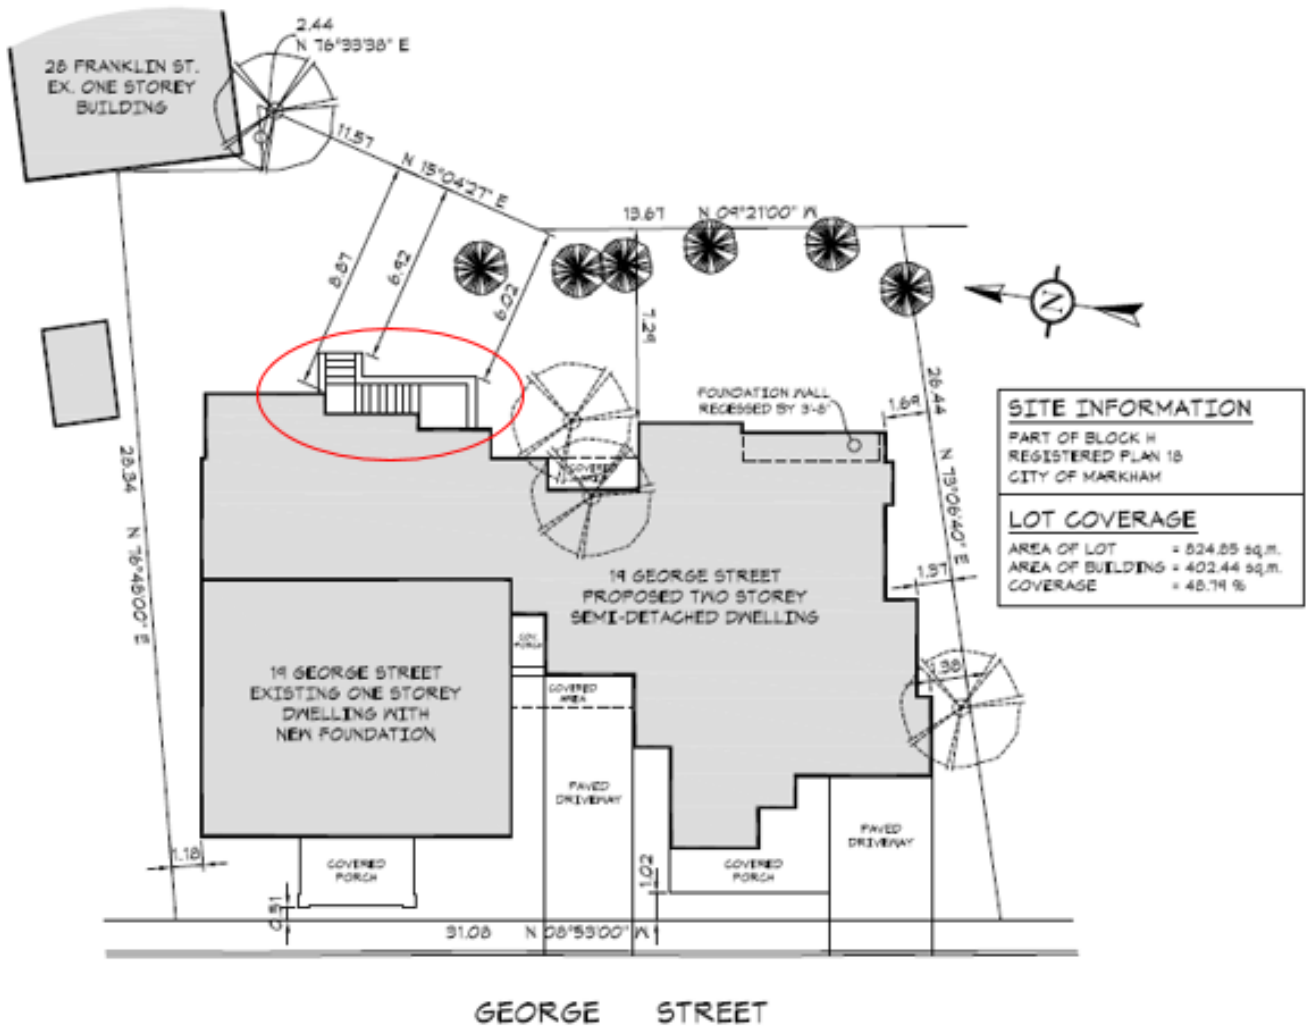 2.44
N 76°33'38" E
28 FRANKLIN ST.
EX. ONE STOREY
BUILDING
11.57 N 15°04'27" E
13.67 N 09°21'00" W
8.87
6.92
6.02
7.29
N
FOUNDATION WALL
RECESSED BY 3'-8"
1.69
26.44 N 73°06'40" E
SITE INFORMATION
PART OF BLOCK H
REGISTERED PLAN 18
CITY OF MARKHAM
LOT COVERAGE
AREA OF LOT = 824.85 sq.m.
AREA OF BUILDING = 402.44 sq.m.
COVERAGE = 48.79 %
28.34 N 76°48'00" E
COVERED
AREA
19 GEORGE STREET
PROPOSED TWO STOREY
SEMI-DETACHED DWELLING
1.37
COV.
PORCH
19 GEORGE STREET
EXISTING ONE STOREY
DWELLING WITH
NEW FOUNDATION
COVERED
AREA
PAVED
DRIVEWAY
PAVED
DRIVEWAY
1.18
COVERED
PORCH
1.02
COVERED
PORCH
0.51
31.08 N 08°53'00" W
GEORGE STREET